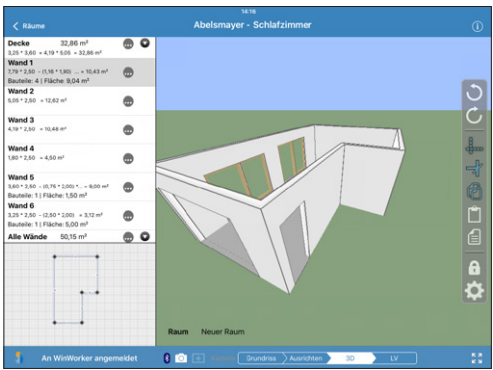 14:16
Räume
Abelsmayer - Schlafzimmer
Decke 32,86 m²
3,25 * 3,60 + 4,19 * 5,05 = 32,86 m²
Wand 1
7,79 * 2,50 - (1,16 * 1,90) ... = 10,43 m²
Bauteile: 4 | Fläche: 9,04 m²
Wand 2
5,05 * 2,50 = 12,62 m²
Wand 3
4,19 * 2,50 = 10,48 m²
Wand 4
1,80 * 2,50 = 4,50 m²
Wand 5
3,60 * 2,50 - (0,75 * 2,00) *... = 9,00 m²
Bauteile: 1 | Fläche: 1,50 m²
Wand 6
3,25 * 2,50 - (2,50 * 2,00) = 3,12 m²
Bauteile: 1 | Fläche: 5,00 m²
Alle Wände 50,15 m²
Raum Neuer Raum
An WinWorker angemeldet
Grundriss Ausrichten 3D LV